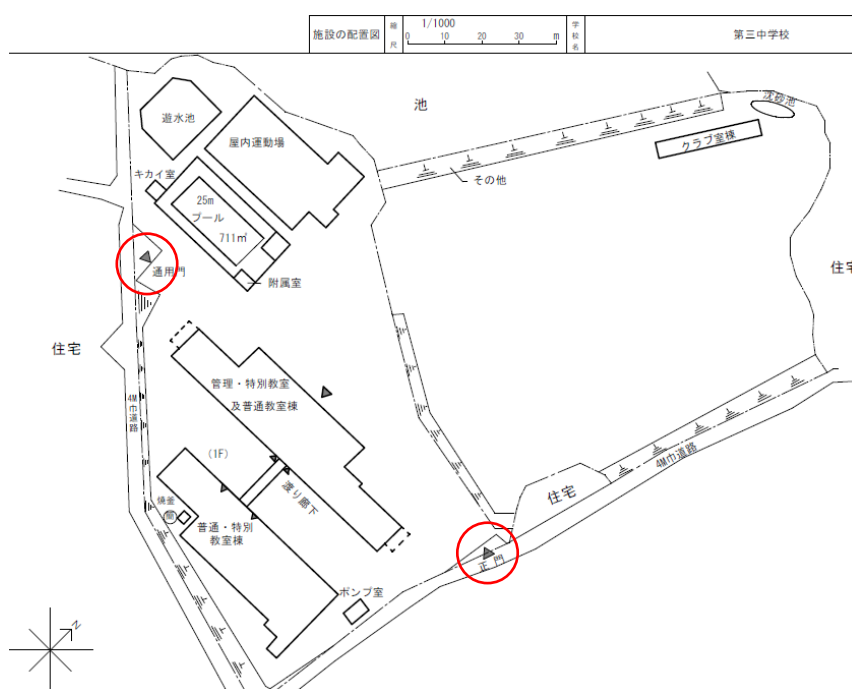 施設の配置図
縮尺
1/1000
0 10 20 30 m
学校名
第三中学校
池
沈砂池
遊水池
屋内運動場
クラブ室棟
キカイ室
その他
25m
プール
711㎡
通用門
附属室
住宅
住宅
管理・特別教室
及普通教室棟
4M巾道路
(1F)
渡り廊下
4M巾道路
住宅
焼釜
普通・特別
教室棟
正門
ポンプ室
N